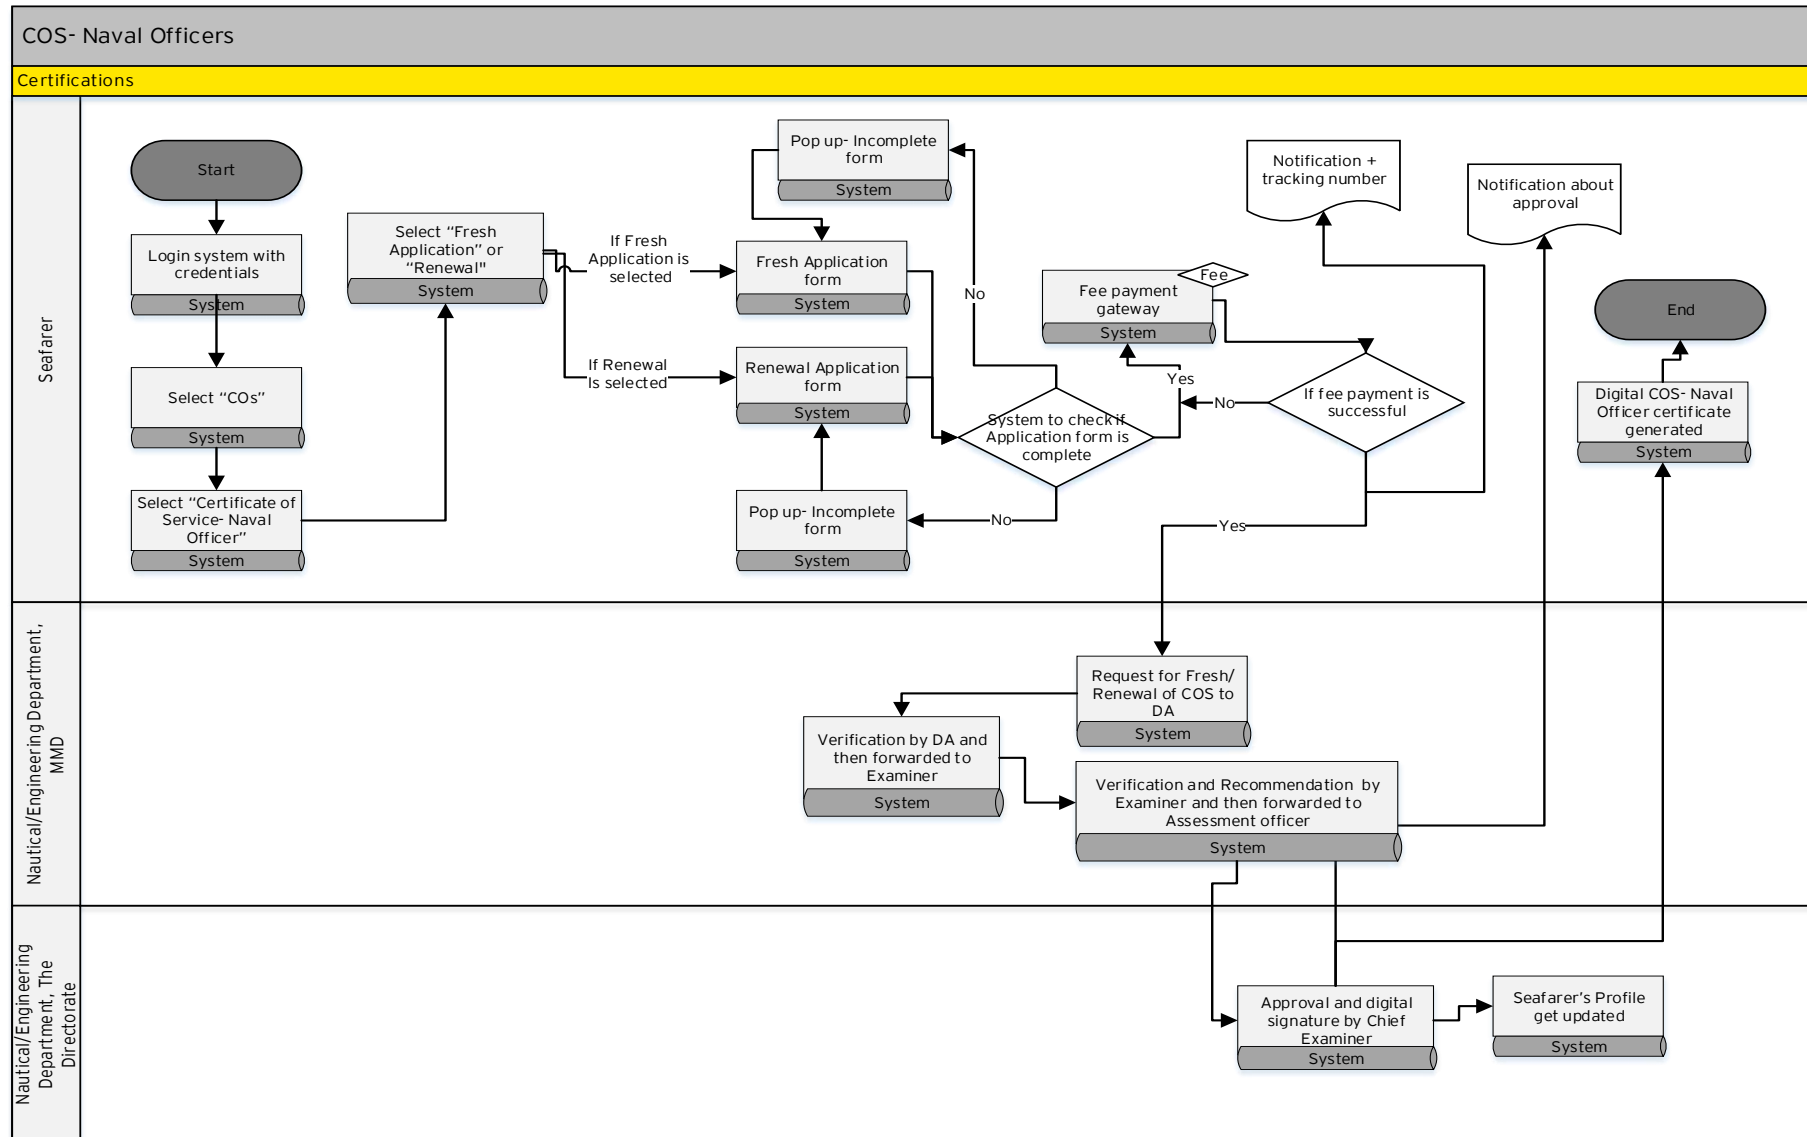 COS- Naval Officers
Certifications
Seafarer
Start
Login system with
credentials
System
Select “COs”
System
Select “Certificate of
Service- Naval
Officer”
System
Select “Fresh
Application” or
“Renewal"
System
If Fresh
Application is
selected
If Renewal
Is selected
Pop up- Incomplete
form
System
Fresh Application
form
System
Renewal Application
form
System
Pop up- Incomplete
form
System
No
System to check if
Application form is
complete
No
Yes
Fee
Fee payment
gateway
System
No
If fee payment is
successful
Yes
Notification +
tracking number
Notification about
approval
End
Digital COS- Naval
Officer certificate
generated
System
Nautical/Engineering Department,
MMD
Request for Fresh/
Renewal of COS to
DA
System
Verification by DA and
then forwarded to
Examiner
System
Verification and Recommendation by
Examiner and then forwarded to
Assessment officer
System
Nautical/Engineering
Department, The
Directorate
Approval and digital
signature by Chief
Examiner
System
Seafarer’s Profile
get updated
System